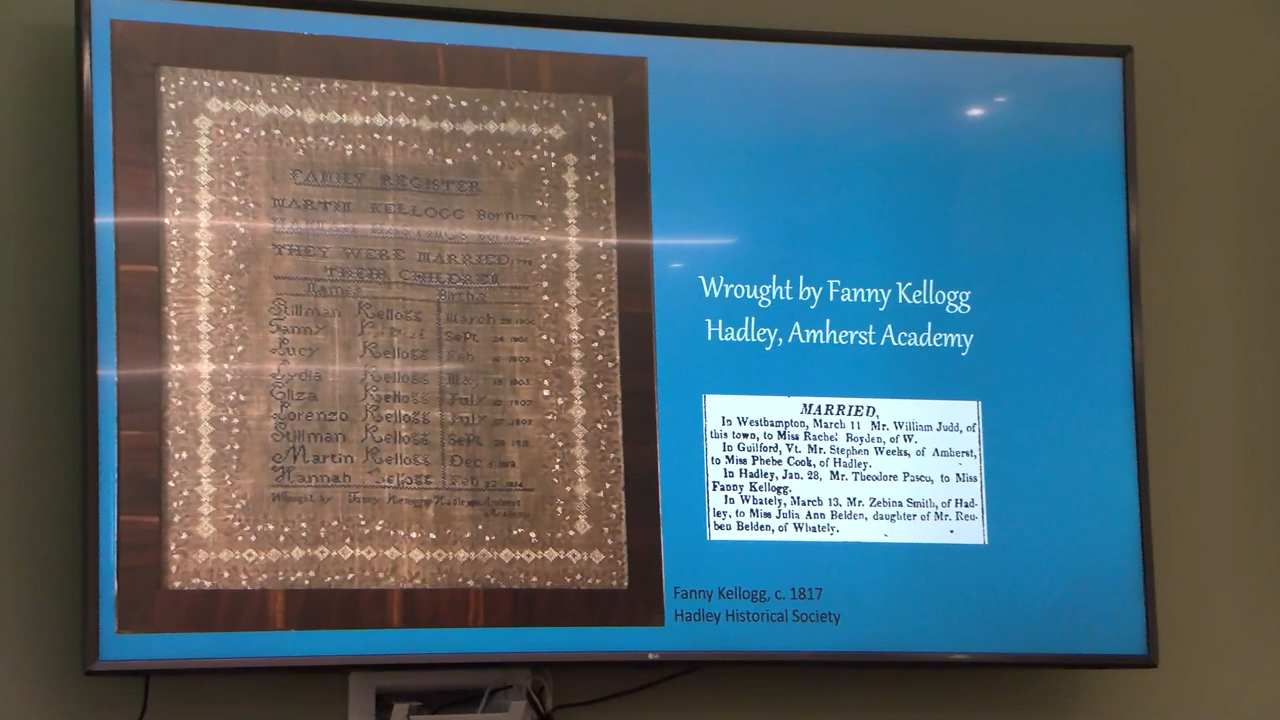 FAMILY REGISTER
MARTIN KELLOGG Born
THEY WERE MARRIED
THEIR CHILDREN
Names Births
Stillman Kellogg March
Fanny Sept.
Lucy Kellogg Feb
Lydia Kellogg May
Eliza Kellogg July
Lorenzo Kellogg July
Stillman Kellogg Sept
Martin Kellogg Dec
Hannah Kellogg Feb
Wrought by Fanny Kellogg Hadley Amherst
Academy
Wrought by Fanny Kellogg
Hadley, Amherst Academy
MARRIED,
In Westhampton, March 11 Mr. William Judd, of
this town, to Miss Rachel Boyden, of W.
In Guilford, Vt. Mr. Stephen Weeks, of Amherst,
to Miss Phebe Cook, of Hadley.
In Hadley, Jan. 28, Mr. Theodore Pascu, to Miss
Fanny Kellogg.
In Whately, March 13, Mr. Zebina Smith, of Had-
ley, to Miss Julia Ann Belden, daughter of Mr. Reu-
ben Belden, of Whately.
Fanny Kellogg, c. 1817
Hadley Historical Society
LG